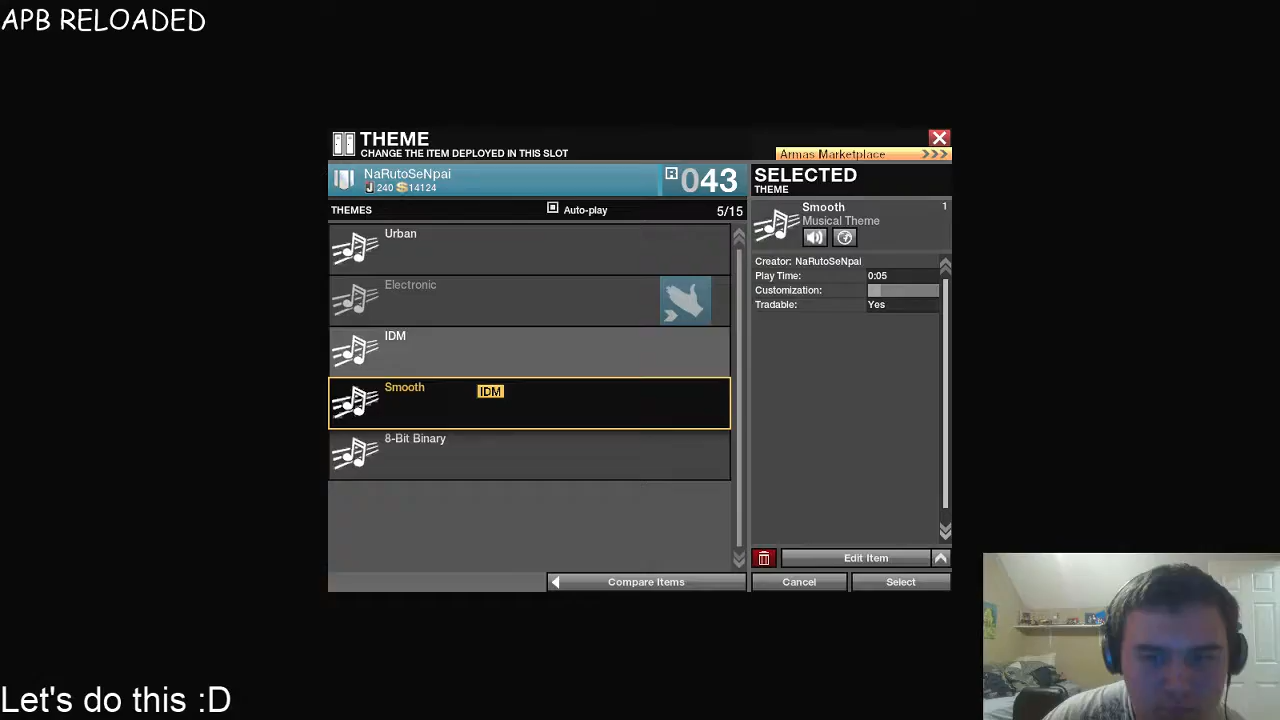 APB RELOADED
THEME
CHANGE THE ITEM DEPLOYED IN THIS SLOT
Armas Marketplace >>>
NaRutoSeNpai
J 240 $ 14124
R 043
THEMES
Auto-play
5/15
Urban
Electronic
IDM
Smooth
IDM
8-Bit Binary
Compare Items
SELECTED
THEME
Smooth
1
Musical Theme
Creator: NaRutoSeNpai
Play Time: 0:05
Customization:
Tradable: Yes
Edit Item
Cancel
Select
Let's do this :D